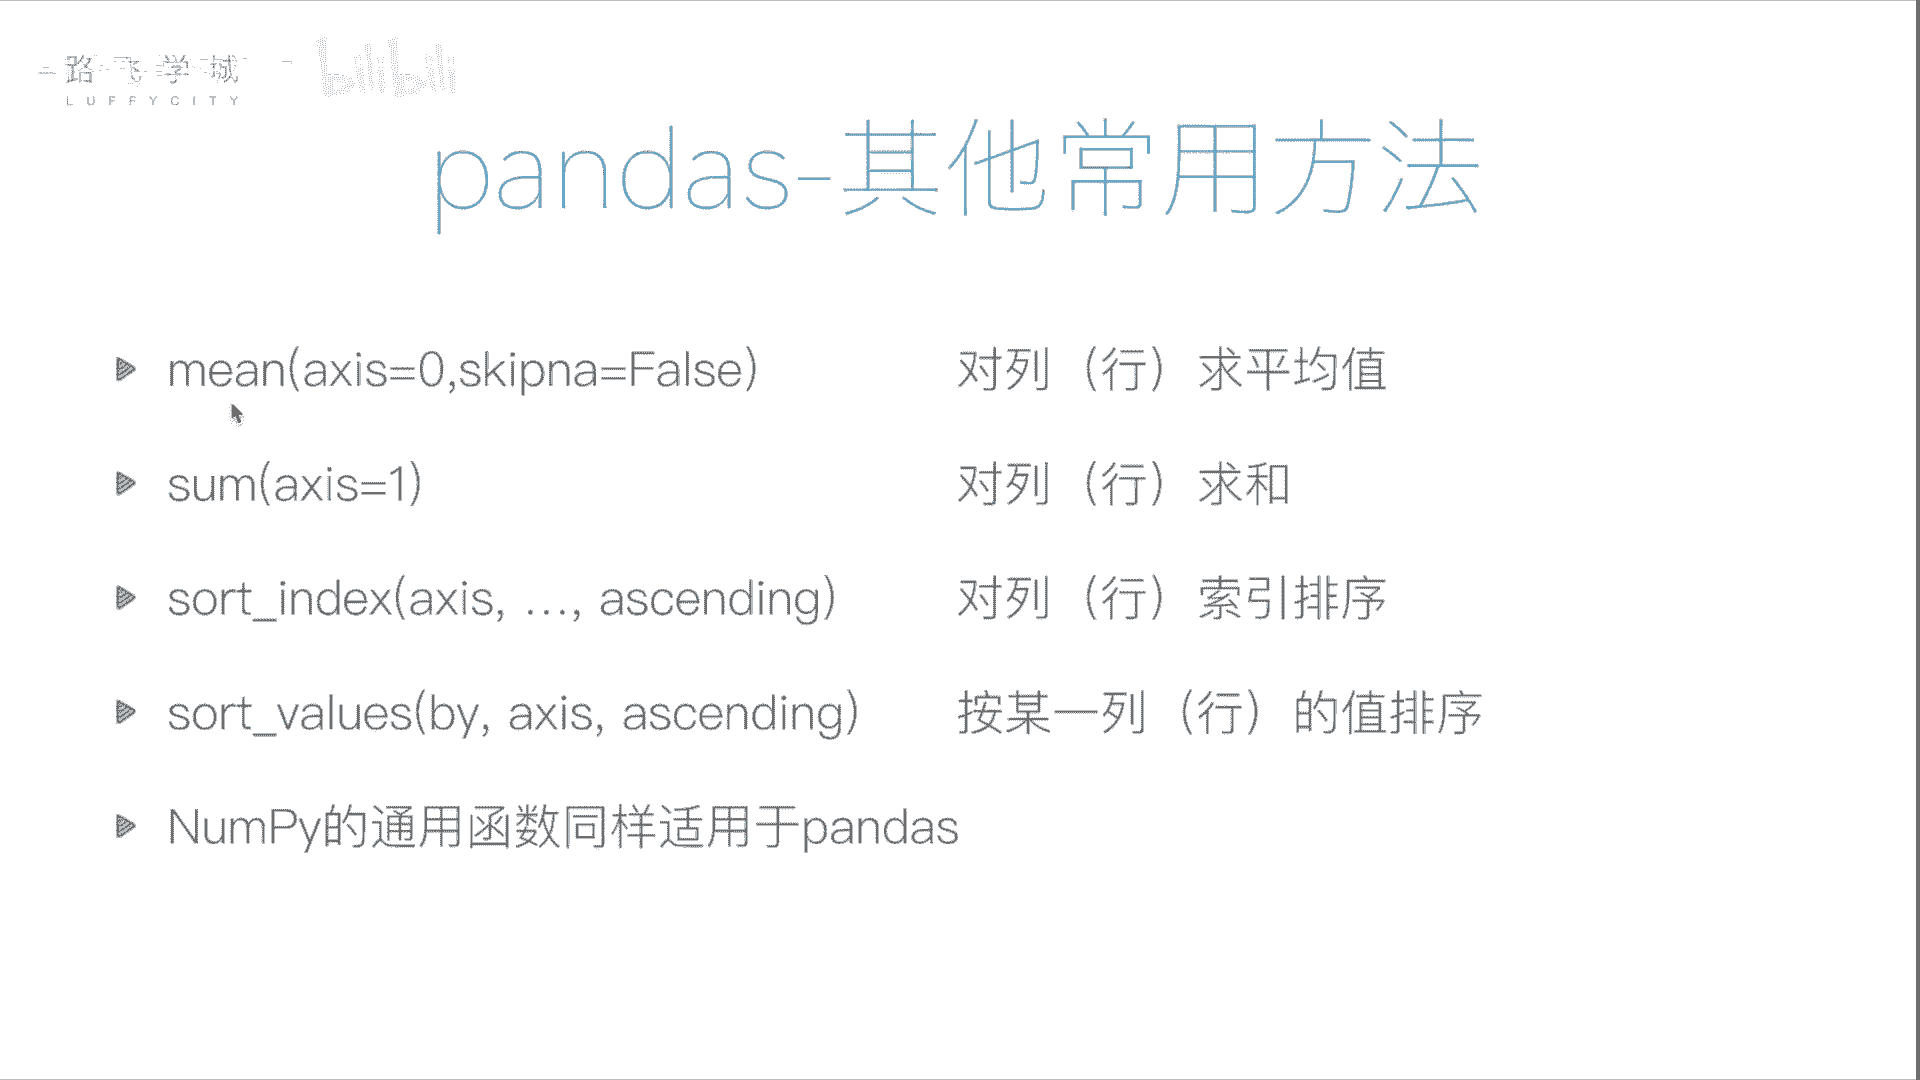 路飞学城
LUFFYCITY
bilibili
pandas-其他常用方法
mean(axis=0,skipna=False) 对列（行）求平均值
sum(axis=1) 对列（行）求和
sort_index(axis, …, ascending) 对列（行）索引排序
sort_values(by, axis, ascending) 按某一列（行）的值排序
NumPy的通用函数同样适用于pandas